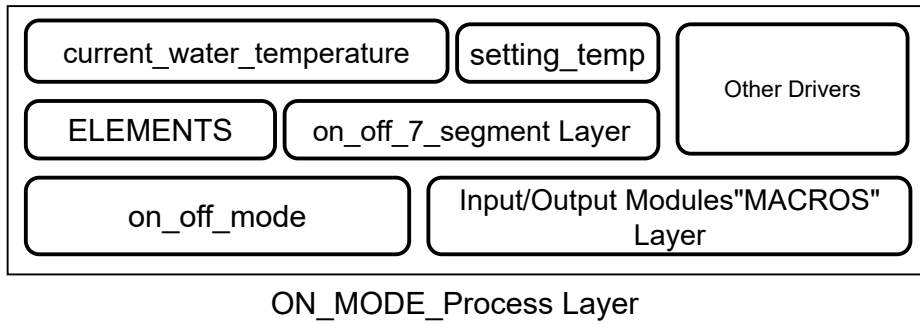 current_water_temperature
setting_temp
Other Drivers
ELEMENTS
on_off_7_segment Layer
on_off_mode
Input/Output Modules"MACROS"
Layer
ON_MODE_Process Layer